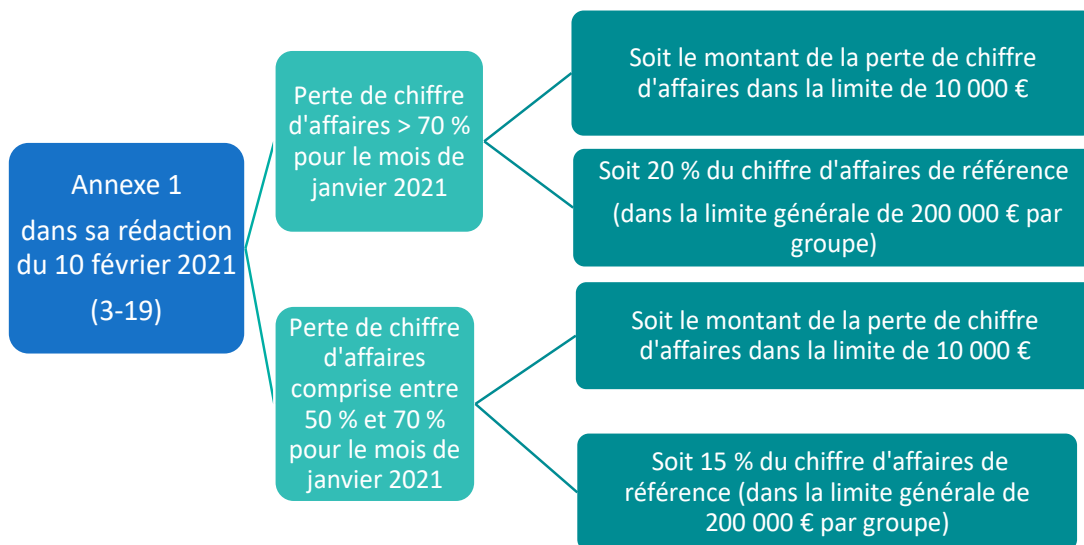 Annexe 1
dans sa rédaction
du 10 février 2021
(3-19)
Perte de chiffre
d'affaires > 70 %
pour le mois de
janvier 2021
Soit le montant de la perte de chiffre
d'affaires dans la limite de 10 000 €
Soit 20 % du chiffre d'affaires de référence
(dans la limite générale de 200 000 € par
groupe)
Perte de chiffre
d'affaires
comprise entre
50 % et 70 %
pour le mois de
janvier 2021
Soit le montant de la perte de chiffre
d'affaires dans la limite de 10 000 €
Soit 15 % du chiffre d'affaires de
référence (dans la limite générale de
200 000 € par groupe)